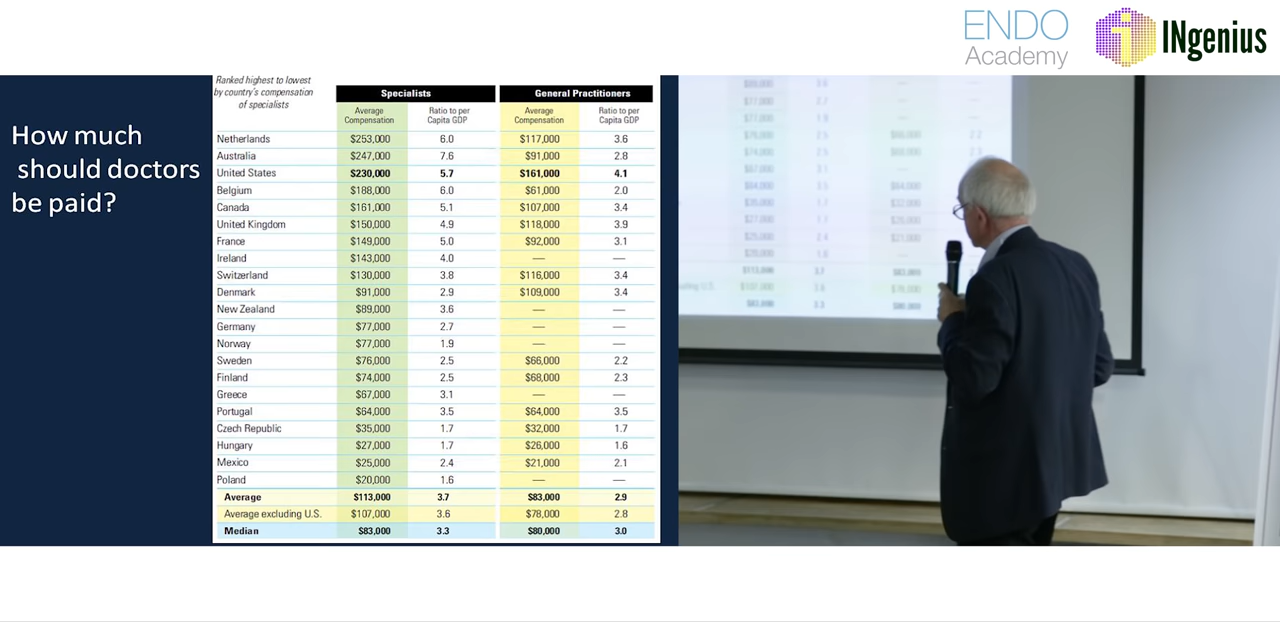 ENDO
Academy
INgenius
How much
should doctors
be paid?
Ranked highest to lowest
by country's compensation
of specialists
Specialists General Practitioners
Average Compensation Ratio to per Capita GDP Average Compensation Ratio to per Capita GDP
Netherlands $253,000 6.0 $117,000 3.6
Australia $247,000 7.6 $91,000 2.8
United States $230,000 5.7 $161,000 4.1
Belgium $188,000 6.0 $61,000 2.0
Canada $161,000 5.1 $107,000 3.4
United Kingdom $150,000 4.9 $118,000 3.9
France $149,000 5.0 $92,000 3.1
Ireland $143,000 4.0 — —
Switzerland $130,000 3.8 $116,000 3.4
Denmark $91,000 2.9 $109,000 3.4
New Zealand $89,000 3.6 — —
Germany $77,000 2.7 — —
Norway $77,000 1.9 — —
Sweden $76,000 2.5 $66,000 2.2
Finland $74,000 2.5 $68,000 2.3
Greece $67,000 3.1 — —
Portugal $64,000 3.5 $64,000 3.5
Czech Republic $35,000 1.7 $32,000 1.7
Hungary $27,000 1.7 $26,000 1.6
Mexico $25,000 2.4 $21,000 2.1
Poland $20,000 1.6 — —
Average $113,000 3.7 $83,000 2.9
Average excluding U.S. $107,000 3.6 $78,000 2.8
Median $83,000 3.3 $80,000 3.0